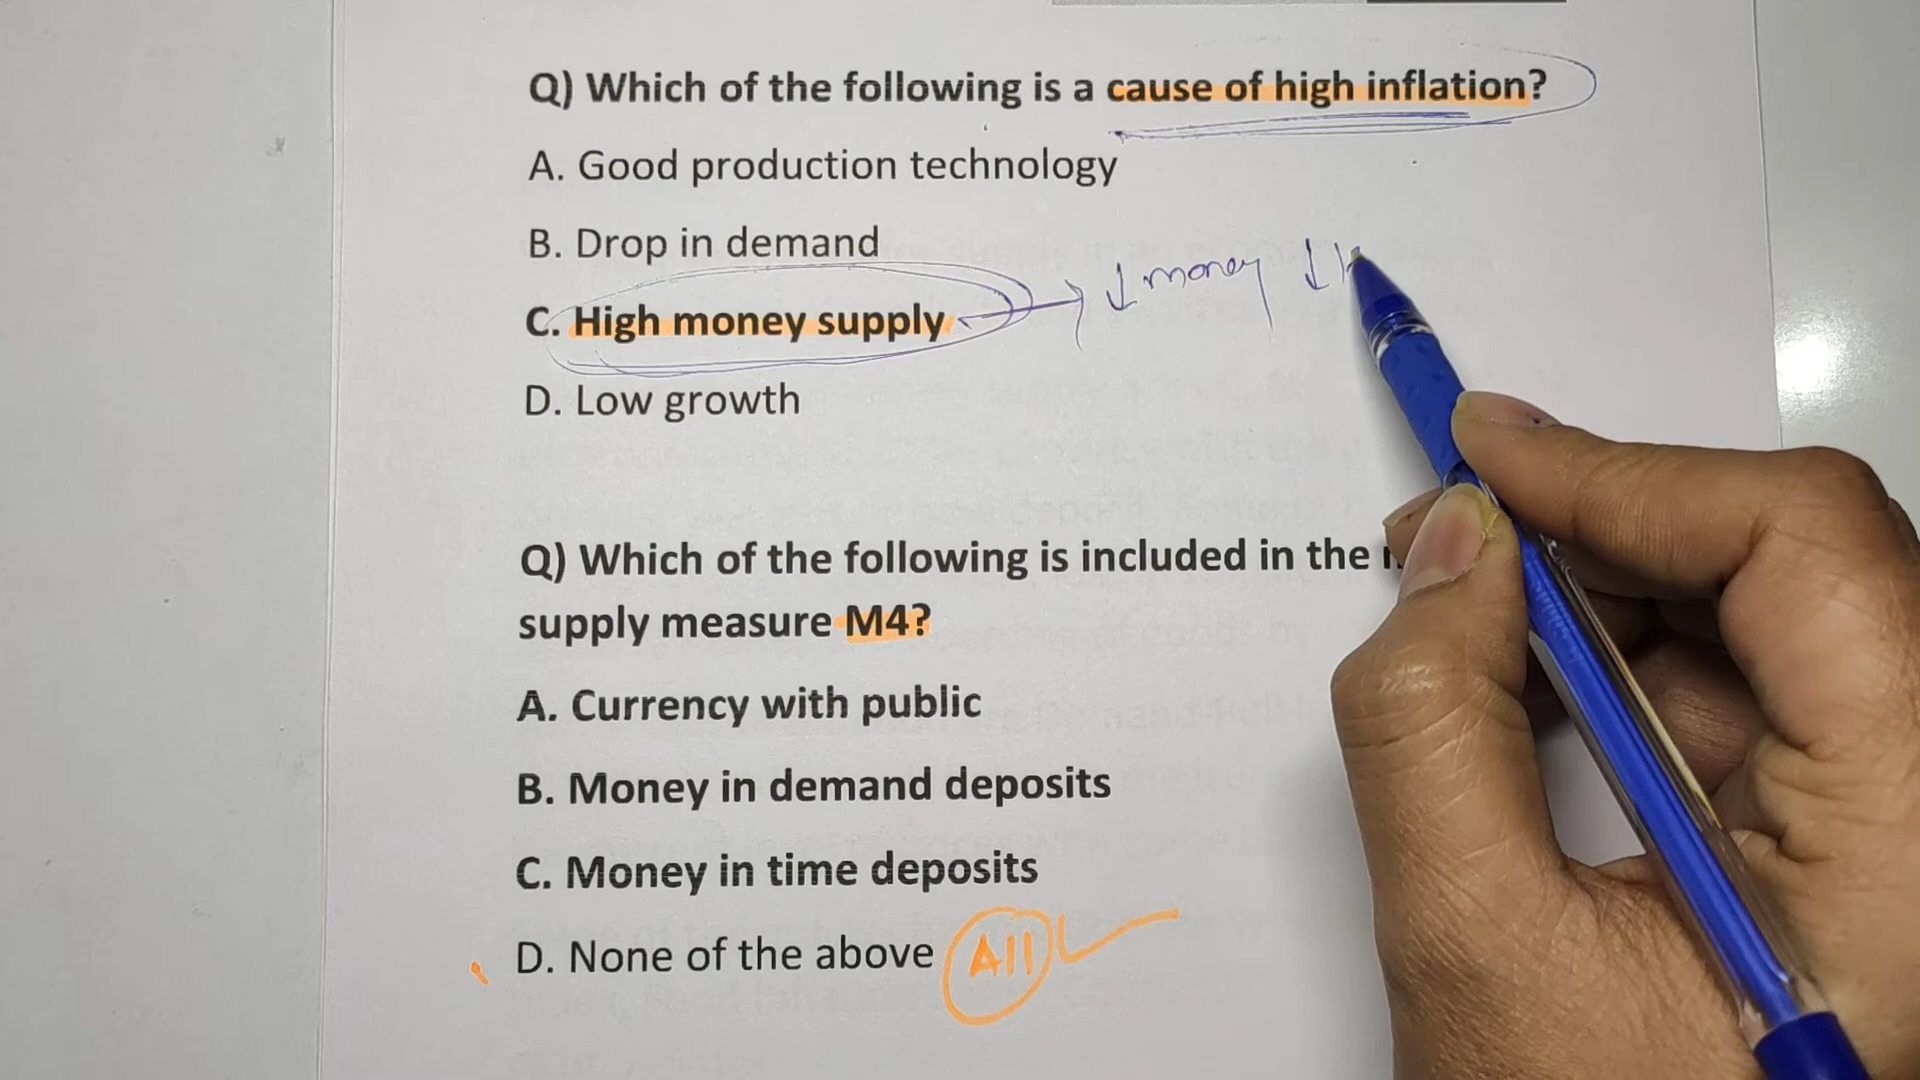 Q) Which of the following is a cause of high inflation?
A. Good production technology
B. Drop in demand
C. High money supply → ↓ money ↓
D. Low growth
Q) Which of the following is included in the
supply measure M4?
A. Currency with public
B. Money in demand deposits
C. Money in time deposits
D. None of the above All